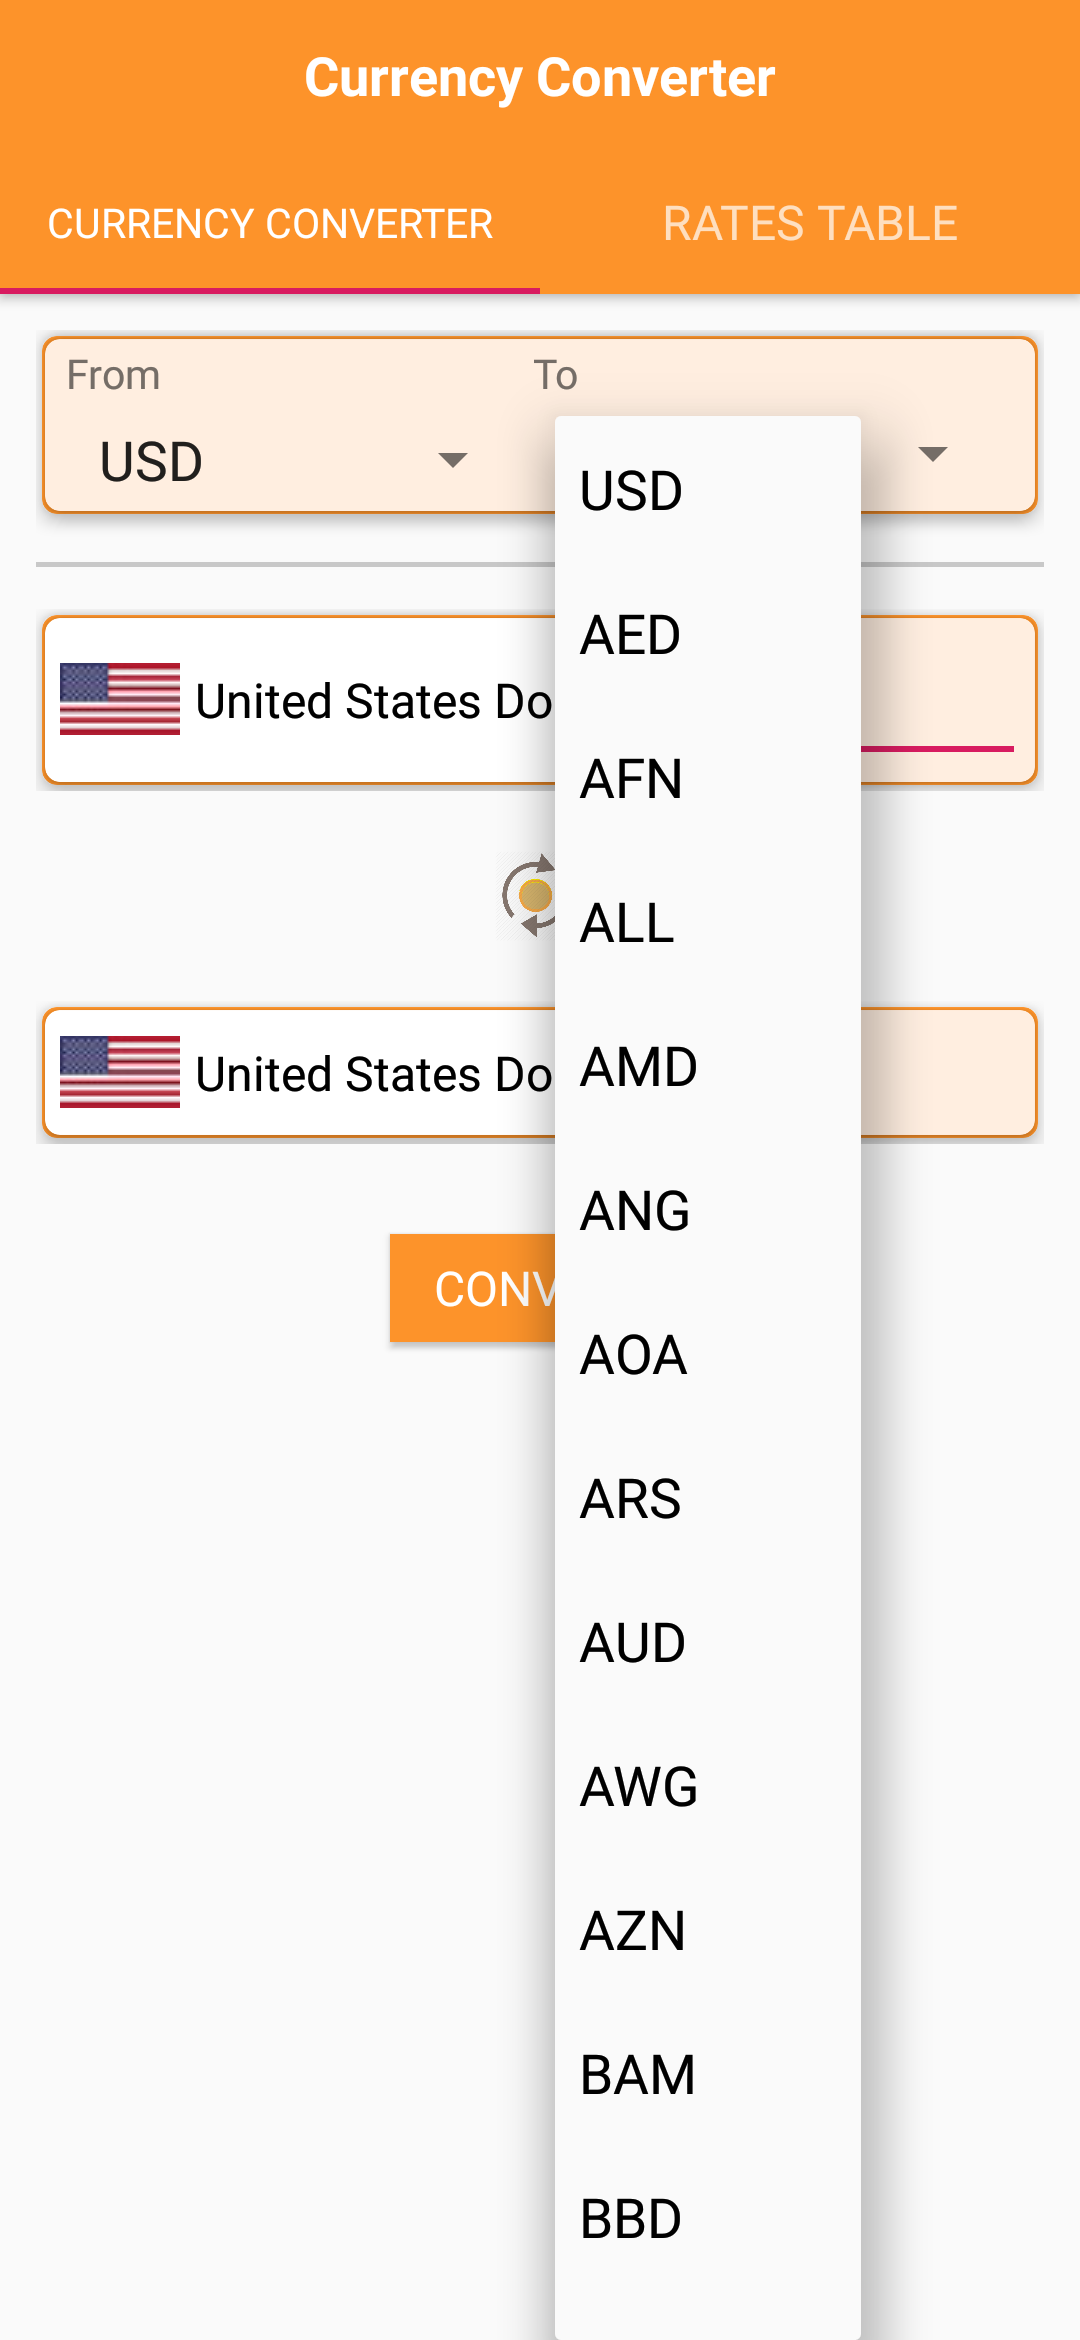 Currency Converter
CURRENCY CONVERTER
RATES TABLE
From
To
USD
USD
AED
United States Do
AFN
ALL
AMD
United States Do
ANG
CONV
AOA
ARS
AUD
AWG
AZN
BAM
BBD